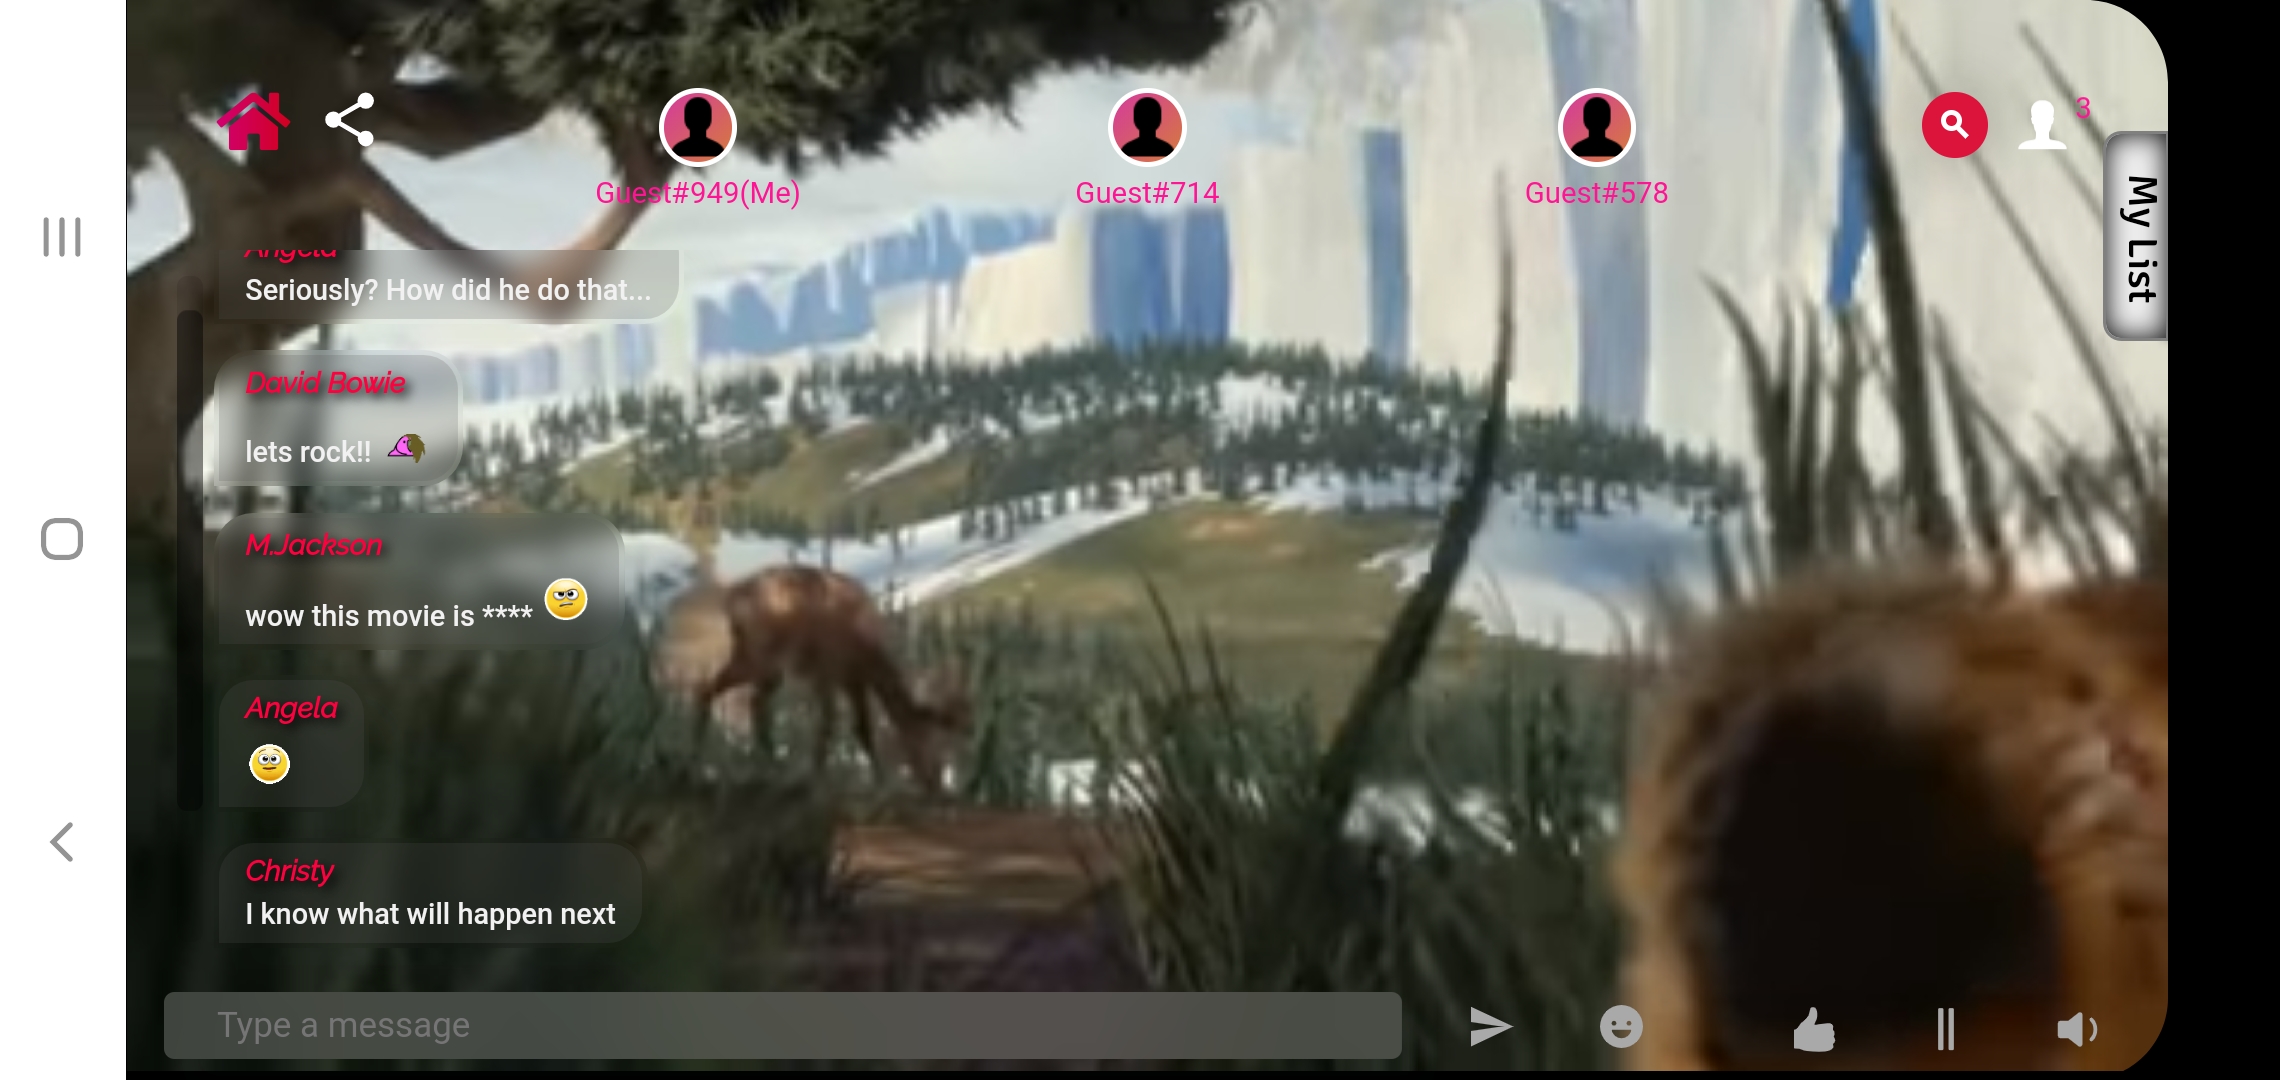 3
Guest#949(Me)
Guest#714
Guest#578
My List
Angela
Seriously? How did he do that...
David Bowie
lets rock!!
M.Jackson
wow this movie is ****
Angela
Christy
I know what will happen next
Type a message